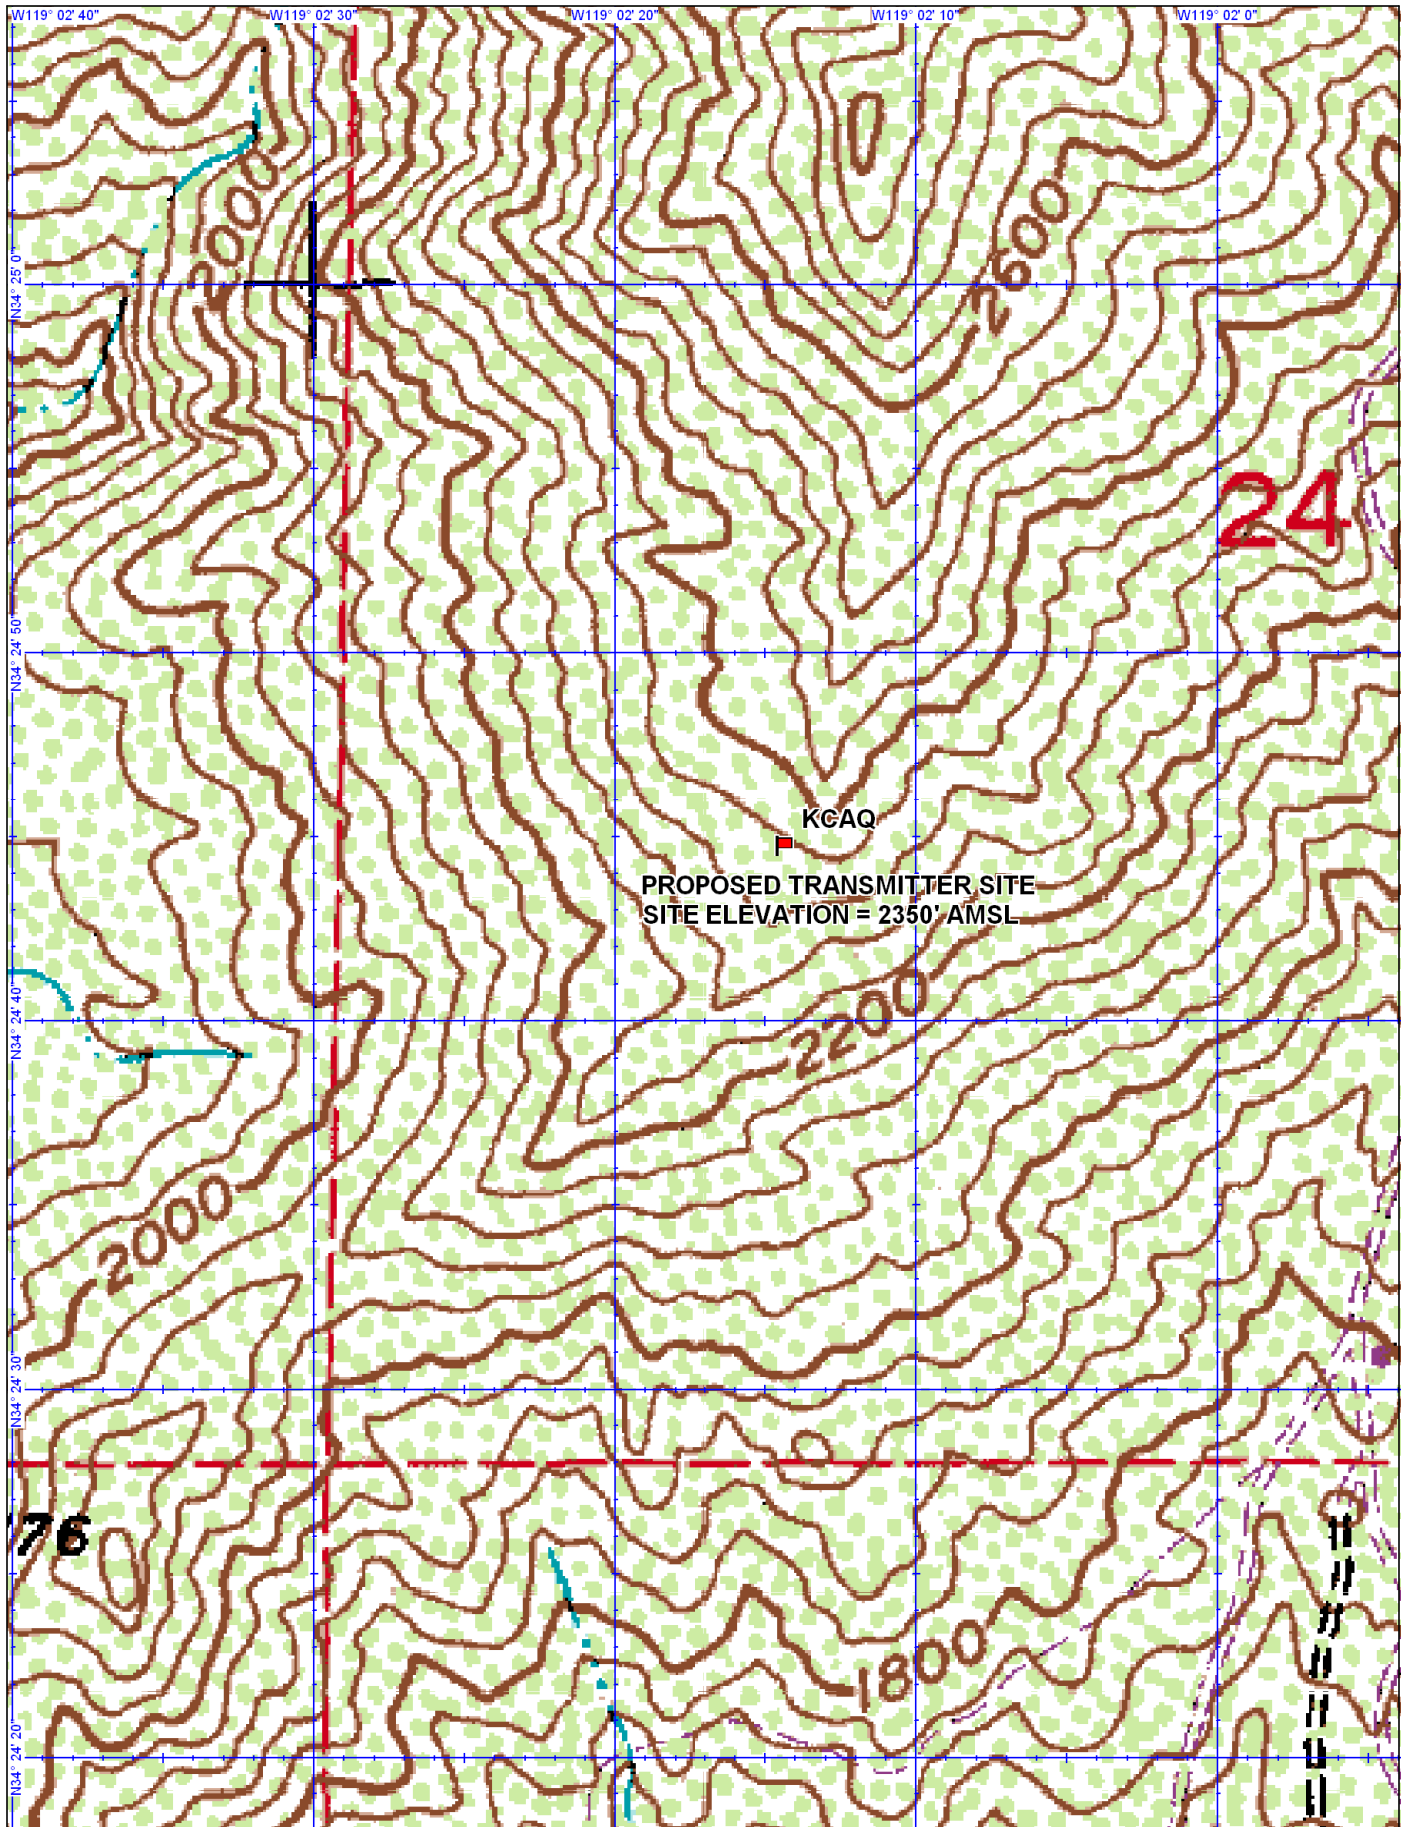 W119° 02' 40"
W119° 02' 30"
W119° 02' 20"
W119° 02' 10"
W119° 02' 0"
2000
N34° 25' 0"
2600
24
N34° 24' 50"
KCAQ
PROPOSED TRANSMITTER SITE
SITE ELEVATION = 2350' AMSL
N34° 24' 40"
2200
2000
N34° 24' 30"
76
1800
N34° 24' 20"